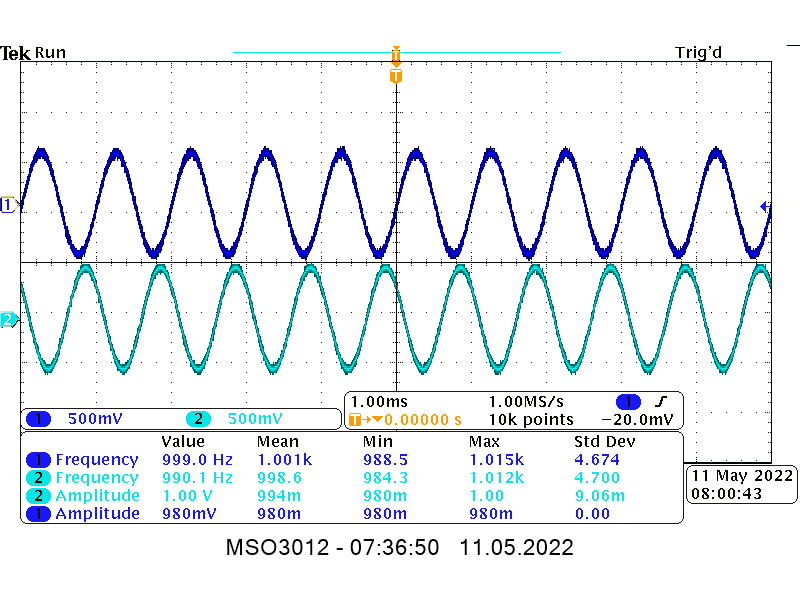 Tek Run Trig'd
T
T
1
2
1.00ms 1.00MS/s 1 
1 500mV 2 500mV T→▼0.00000 s 10k points −20.0mV
Value Mean Min Max Std Dev
1 Frequency 999.0 Hz 1.001k 988.5 1.015k 4.674
2 Frequency 990.1 Hz 998.6 984.3 1.012k 4.700
2 Amplitude 1.00 V 994m 980m 1.00 9.06m
1 Amplitude 980mV 980m 980m 980m 0.00
11 May 2022
08:00:43
MSO3012 - 07:36:50 11.05.2022